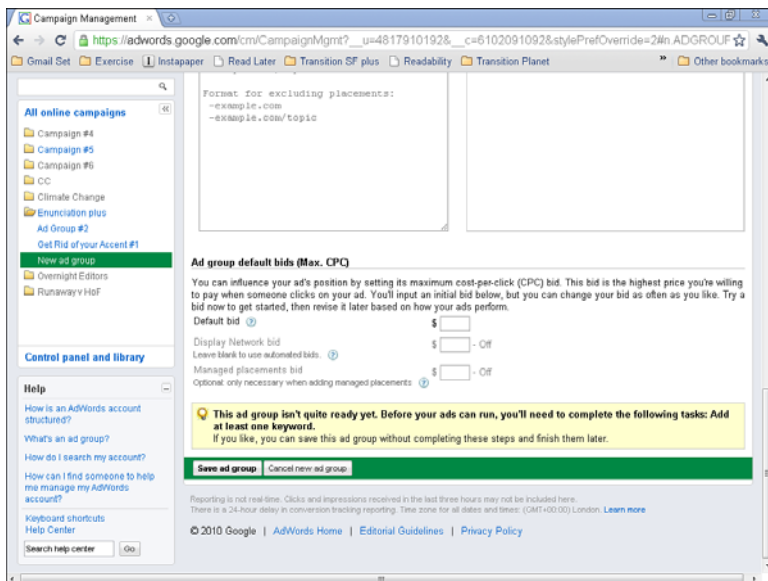 Campaign Management
https://adwords.google.com/cm/CampaignMgmt?__u=4817910192&__c=6102091092&stylePrefOverride=2#n.ADGROUP
Gmail Set Exercise Instapaper Read Later Transition SF plus Readability Transition Planet » Other bookmarks
All online campaigns
Campaign #4
Campaign #5
Campaign #6
CC
Climate Change
Enunciation plus
Ad Group #2
Get Rid of your Accent #1
New ad group
Overnight Editors
Runaway v HoF
Control panel and library
Help
How is an AdWords account
structured?
What's an ad group?
How do I search my account?
How can I find someone to help
me manage my AdWords
account?
Keyboard shortcuts
Help Center
Search help center Go
Format for excluding placements:
-example.com
-example.com/topic
Ad group default bids (Max. CPC)
You can influence your ad's position by setting its maximum cost-per-click (CPC) bid. This bid is the highest price you're willing
to pay when someone clicks on your ad. You'll input an initial bid below, but you can change your bid as often as you like. Try a
bid now to get started, then revise it later based on how your ads perform.
Default bid ? $
Display Network bid $ - Off
Leave blank to use automated bids. ?
Managed placements bid $ - Off
Optional: only necessary when adding managed placements ?
This ad group isn't quite ready yet. Before your ads can run, you'll need to complete the following tasks: Add
at least one keyword.
If you like, you can save this ad group without completing these steps and finish them later.
Save ad group Cancel new ad group
Reporting is not real-time. Clicks and impressions received in the last three hours may not be included here.
There is a 24-hour delay in conversion tracking reporting. Time zone for all dates and times: (GMT+00:00) London. Learn more
© 2010 Google | AdWords Home | Editorial Guidelines | Privacy Policy